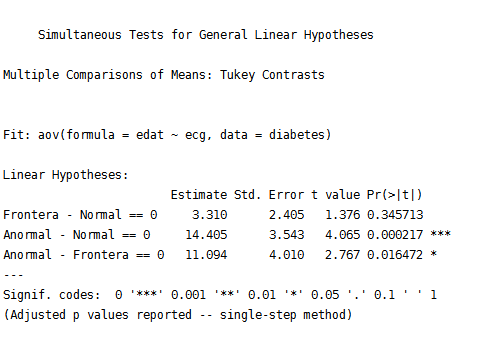 Simultaneous Tests for General Linear Hypotheses
Multiple Comparisons of Means: Tukey Contrasts
Fit: aov(formula = edat ~ ecg, data = diabetes)
Linear Hypotheses:
Estimate Std. Error t value Pr(>|t|)
Frontera - Normal == 0 3.310 2.405 1.376 0.345713
Anormal - Normal == 0 14.405 3.543 4.065 0.000217 ***
Anormal - Frontera == 0 11.094 4.010 2.767 0.016472 *
---
Signif. codes: 0 '***' 0.001 '**' 0.01 '*' 0.05 '.' 0.1 ' ' 1
(Adjusted p values reported -- single-step method)